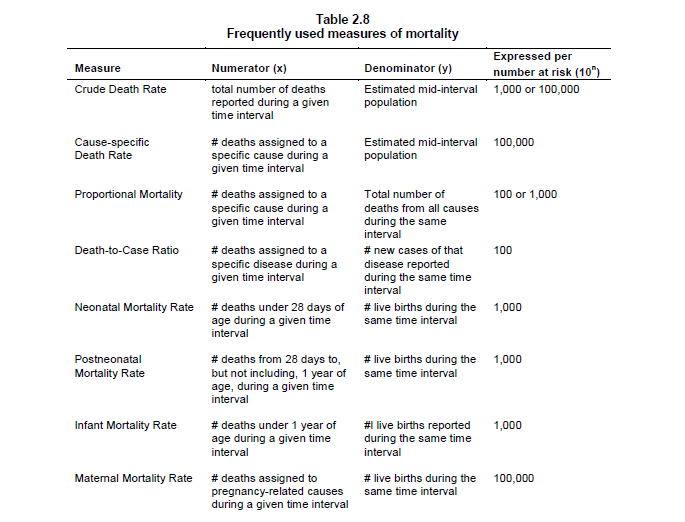 Table 2.8
Frequently used measures of mortality
Measure Numerator (x) Denominator (y) Expressed per number at risk (10ⁿ)
Crude Death Rate total number of deaths Estimated mid-interval 1,000 or 100,000
reported during a given population
time interval
Cause-specific # deaths assigned to a Estimated mid-interval 100,000
Death Rate specific cause during a population
given time interval
Proportional Mortality # deaths assigned to a Total number of 100 or 1,000
specific cause during a deaths from all causes
given time interval during the same
interval
Death-to-Case Ratio # deaths assigned to a # new cases of that 100
specific disease during a disease reported
given time interval during the same time
interval
Neonatal Mortality Rate # deaths under 28 days of # live births during the 1,000
age during a given time same time interval
interval
Postneonatal # deaths from 28 days to, # live births during the 1,000
Mortality Rate but not including, 1 year of same time interval
age, during a given time
interval
Infant Mortality Rate # deaths under 1 year of #l live births reported 1,000
age during a given time during the same time
interval interval
Maternal Mortality Rate # deaths assigned to # live births during the 100,000
pregnancy-related causes same time interval
during a given time interval